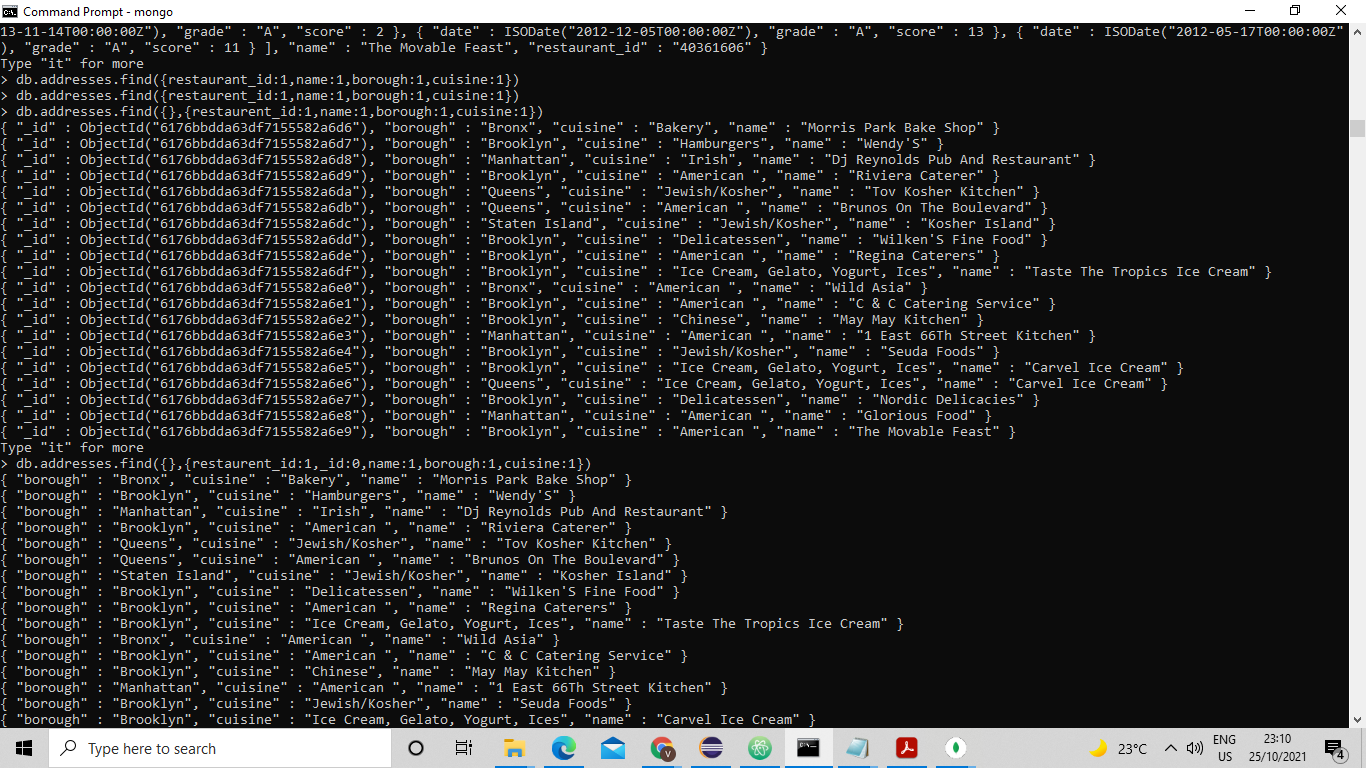 Command Prompt - mongo
13-11-14T00:00:00Z"), "grade" : "A", "score" : 2 }, { "date" : ISODate("2012-12-05T00:00:00Z"), "grade" : "A", "score" : 13 }, { "date" : ISODate("2012-05-17T00:00:00Z"
), "grade" : "A", "score" : 11 } ], "name" : "The Movable Feast", "restaurant_id" : "40361606" }
Type "it" for more
> db.addresses.find({restaurant_id:1,name:1,borough:1,cuisine:1})
> db.addresses.find({restaurent_id:1,name:1,borough:1,cuisine:1})
> db.addresses.find({},{restaurent_id:1,name:1,borough:1,cuisine:1})
{ "_id" : ObjectId("6176bbdda63df7155582a6d6"), "borough" : "Bronx", "cuisine" : "Bakery", "name" : "Morris Park Bake Shop" }
{ "_id" : ObjectId("6176bbdda63df7155582a6d7"), "borough" : "Brooklyn", "cuisine" : "Hamburgers", "name" : "Wendy'S" }
{ "_id" : ObjectId("6176bbdda63df7155582a6d8"), "borough" : "Manhattan", "cuisine" : "Irish", "name" : "Dj Reynolds Pub And Restaurant" }
{ "_id" : ObjectId("6176bbdda63df7155582a6d9"), "borough" : "Brooklyn", "cuisine" : "American ", "name" : "Riviera Caterer" }
{ "_id" : ObjectId("6176bbdda63df7155582a6da"), "borough" : "Queens", "cuisine" : "Jewish/Kosher", "name" : "Tov Kosher Kitchen" }
{ "_id" : ObjectId("6176bbdda63df7155582a6db"), "borough" : "Queens", "cuisine" : "American ", "name" : "Brunos On The Boulevard" }
{ "_id" : ObjectId("6176bbdda63df7155582a6dc"), "borough" : "Staten Island", "cuisine" : "Jewish/Kosher", "name" : "Kosher Island" }
{ "_id" : ObjectId("6176bbdda63df7155582a6dd"), "borough" : "Brooklyn", "cuisine" : "Delicatessen", "name" : "Wilken'S Fine Food" }
{ "_id" : ObjectId("6176bbdda63df7155582a6de"), "borough" : "Brooklyn", "cuisine" : "American ", "name" : "Regina Caterers" }
{ "_id" : ObjectId("6176bbdda63df7155582a6df"), "borough" : "Brooklyn", "cuisine" : "Ice Cream, Gelato, Yogurt, Ices", "name" : "Taste The Tropics Ice Cream" }
{ "_id" : ObjectId("6176bbdda63df7155582a6e0"), "borough" : "Bronx", "cuisine" : "American ", "name" : "Wild Asia" }
{ "_id" : ObjectId("6176bbdda63df7155582a6e1"), "borough" : "Brooklyn", "cuisine" : "American ", "name" : "C & C Catering Service" }
{ "_id" : ObjectId("6176bbdda63df7155582a6e2"), "borough" : "Brooklyn", "cuisine" : "Chinese", "name" : "May May Kitchen" }
{ "_id" : ObjectId("6176bbdda63df7155582a6e3"), "borough" : "Manhattan", "cuisine" : "American ", "name" : "1 East 66Th Street Kitchen" }
{ "_id" : ObjectId("6176bbdda63df7155582a6e4"), "borough" : "Brooklyn", "cuisine" : "Jewish/Kosher", "name" : "Seuda Foods" }
{ "_id" : ObjectId("6176bbdda63df7155582a6e5"), "borough" : "Brooklyn", "cuisine" : "Ice Cream, Gelato, Yogurt, Ices", "name" : "Carvel Ice Cream" }
{ "_id" : ObjectId("6176bbdda63df7155582a6e6"), "borough" : "Queens", "cuisine" : "Ice Cream, Gelato, Yogurt, Ices", "name" : "Carvel Ice Cream" }
{ "_id" : ObjectId("6176bbdda63df7155582a6e7"), "borough" : "Brooklyn", "cuisine" : "Delicatessen", "name" : "Nordic Delicacies" }
{ "_id" : ObjectId("6176bbdda63df7155582a6e8"), "borough" : "Manhattan", "cuisine" : "American ", "name" : "Glorious Food" }
{ "_id" : ObjectId("6176bbdda63df7155582a6e9"), "borough" : "Brooklyn", "cuisine" : "American ", "name" : "The Movable Feast" }
Type "it" for more
> db.addresses.find({},{restaurent_id:1,_id:0,name:1,borough:1,cuisine:1})
{ "borough" : "Bronx", "cuisine" : "Bakery", "name" : "Morris Park Bake Shop" }
{ "borough" : "Brooklyn", "cuisine" : "Hamburgers", "name" : "Wendy'S" }
{ "borough" : "Manhattan", "cuisine" : "Irish", "name" : "Dj Reynolds Pub And Restaurant" }
{ "borough" : "Brooklyn", "cuisine" : "American ", "name" : "Riviera Caterer" }
{ "borough" : "Queens", "cuisine" : "Jewish/Kosher", "name" : "Tov Kosher Kitchen" }
{ "borough" : "Queens", "cuisine" : "American ", "name" : "Brunos On The Boulevard" }
{ "borough" : "Staten Island", "cuisine" : "Jewish/Kosher", "name" : "Kosher Island" }
{ "borough" : "Brooklyn", "cuisine" : "Delicatessen", "name" : "Wilken'S Fine Food" }
{ "borough" : "Brooklyn", "cuisine" : "American ", "name" : "Regina Caterers" }
{ "borough" : "Brooklyn", "cuisine" : "Ice Cream, Gelato, Yogurt, Ices", "name" : "Taste The Tropics Ice Cream" }
{ "borough" : "Bronx", "cuisine" : "American ", "name" : "Wild Asia" }
{ "borough" : "Brooklyn", "cuisine" : "American ", "name" : "C & C Catering Service" }
{ "borough" : "Brooklyn", "cuisine" : "Chinese", "name" : "May May Kitchen" }
{ "borough" : "Manhattan", "cuisine" : "American ", "name" : "1 East 66Th Street Kitchen" }
{ "borough" : "Brooklyn", "cuisine" : "Jewish/Kosher", "name" : "Seuda Foods" }
{ "borough" : "Brooklyn", "cuisine" : "Ice Cream, Gelato, Yogurt, Ices", "name" : "Carvel Ice Cream" }
Type here to search
V
23°C
ENG
US
23:10
25/10/2021
4